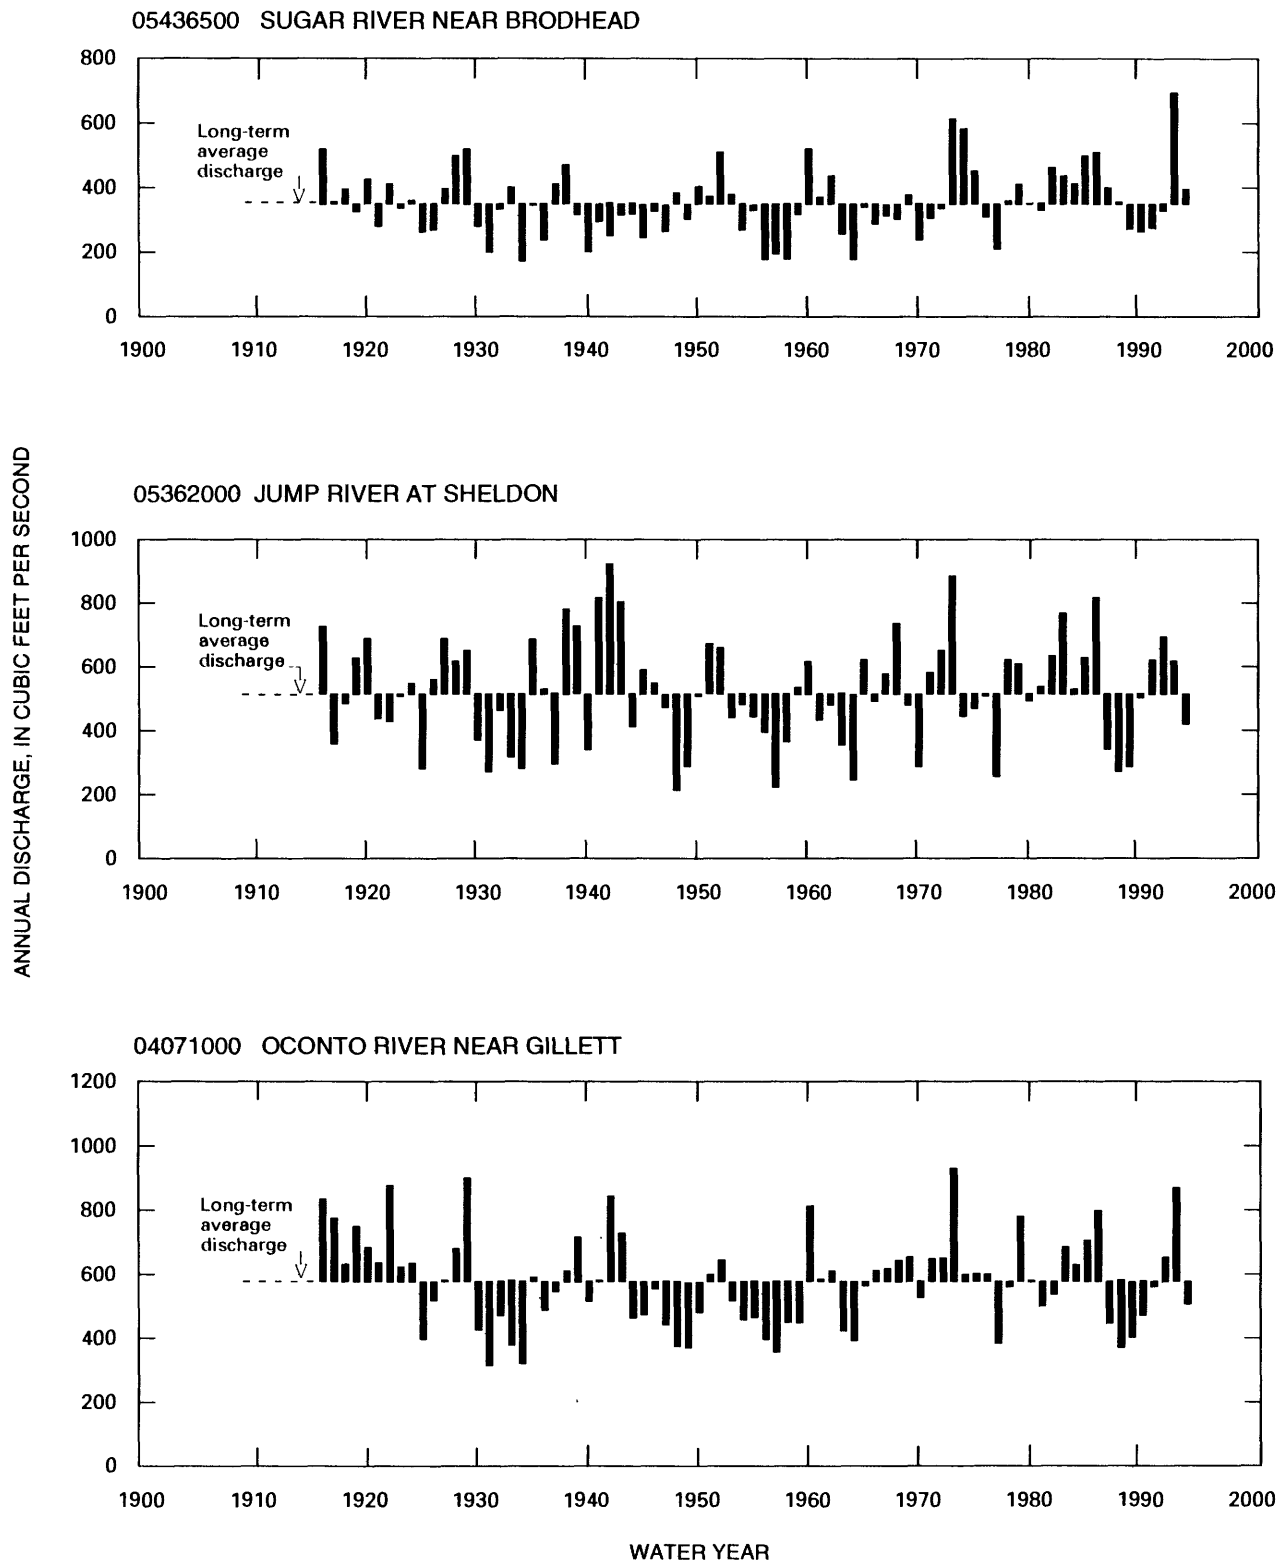 05436500 SUGAR RIVER NEAR BRODHEAD
800
600
400
200
0
Long-term
average
discharge
1900 1910 1920 1930 1940 1950 1960 1970 1980 1990 2000
ANNUAL DISCHARGE, IN CUBIC FEET PER SECOND
05362000 JUMP RIVER AT SHELDON
1000
800
600
400
200
0
Long-term
average
discharge
1900 1910 1920 1930 1940 1950 1960 1970 1980 1990 2000
04071000 OCONTO RIVER NEAR GILLETT
1200
1000
800
600
400
200
0
Long-term
average
discharge
1900 1910 1920 1930 1940 1950 1960 1970 1980 1990 2000
WATER YEAR